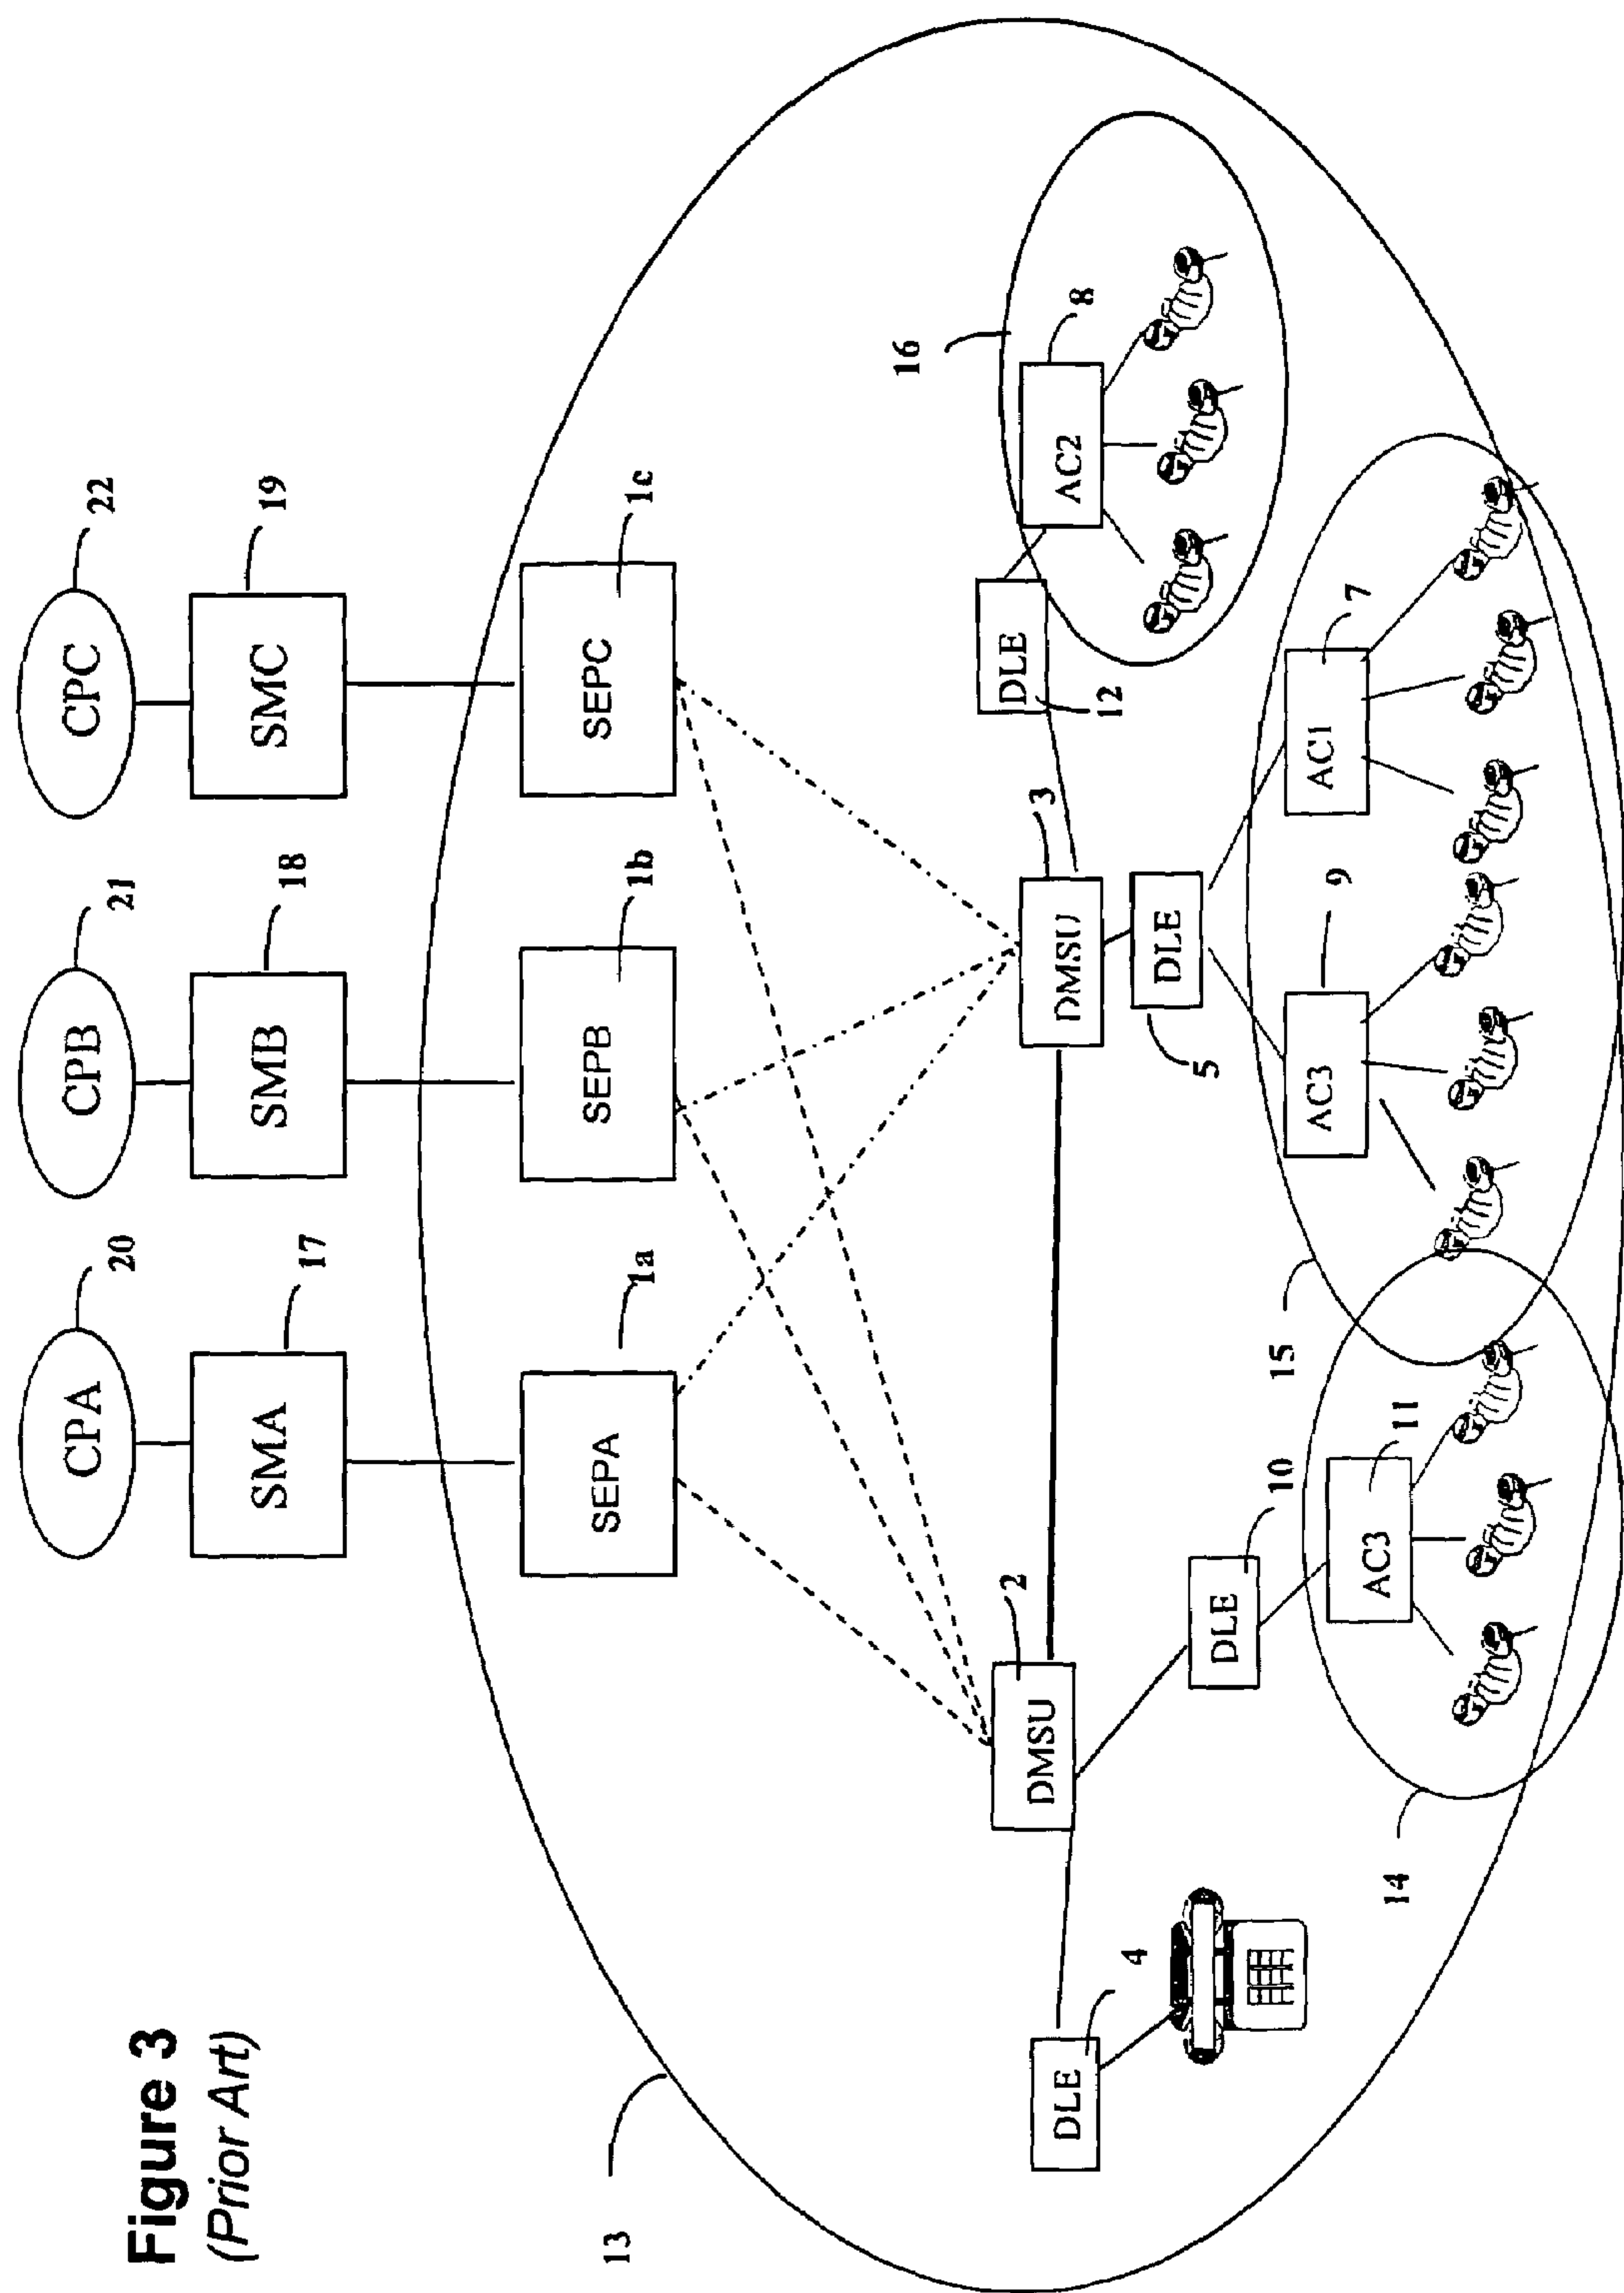 Figure 3
(Prior Art)
CPA
20
CPB
21
CPC
22
SMA
17
SMB
18
SMC
19
13
SEPA
1a
SEPB
1b
SEPC
1c
16
DLE
12
AC2
8
DMSU
2
DMSU
3
DLE
4
DLE
5
DLE
10
15
AC3
11
AC3
9
AC1
7
14